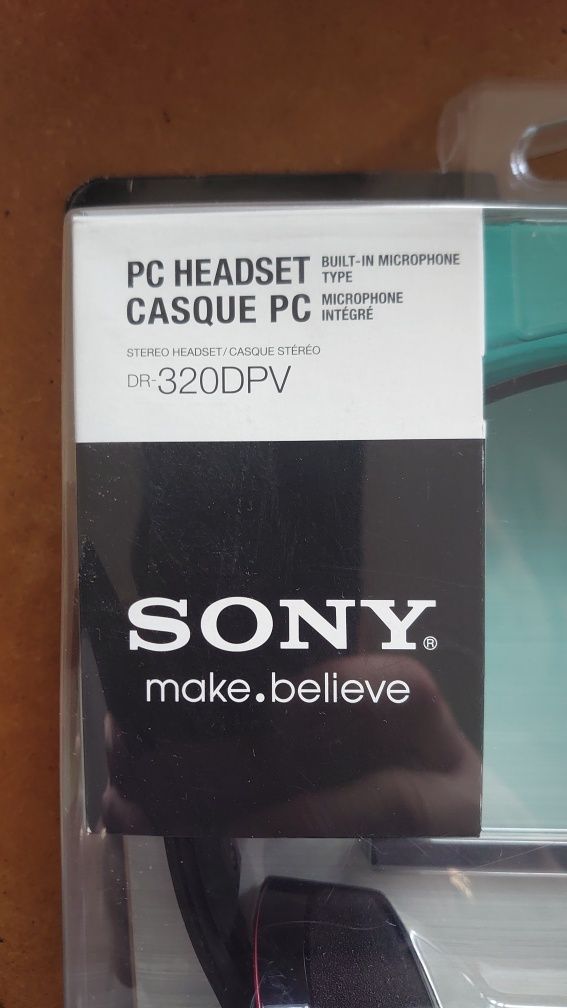 PC HEADSET BUILT-IN MICROPHONE TYPE
CASQUE PC MICROPHONE INTÉGRÉ
STEREO HEADSET/CASQUE STÉRÉO
DR-320DPV
SONY®
make.believe